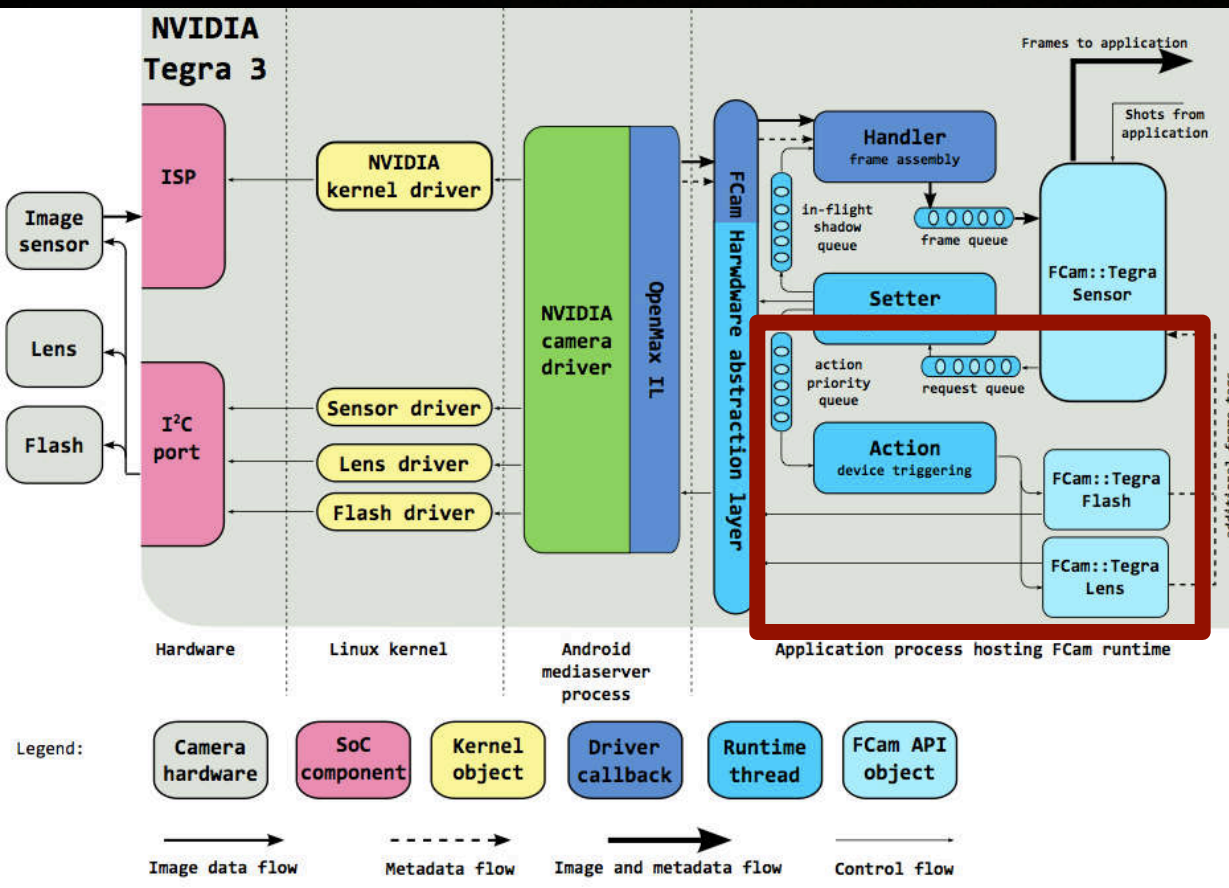 NVIDIA
Tegra 3
Frames to application
Shots from
application
ISP
NVIDIA
kernel driver
Handler
frame assembly
Image
sensor
in-flight
shadow
queue
frame queue
FCam Harwdware abstraction layer
FCam::Tegra
Sensor
Setter
NVIDIA
camera
driver
OpenMax IL
Lens
action
priority
queue
request queue
Sensor driver
I²C
port
Flash
Action
device triggering
Lens driver
FCam::Tegra
Flash
Flash driver
FCam::Tegra
Lens
Hardware
Linux kernel
Android
mediaserver
process
Application process hosting FCam runtime
Legend:
Camera
hardware
SoC
component
Kernel
object
Driver
callback
Runtime
thread
FCam API
object
Image data flow
Metadata flow
Image and metadata flow
Control flow